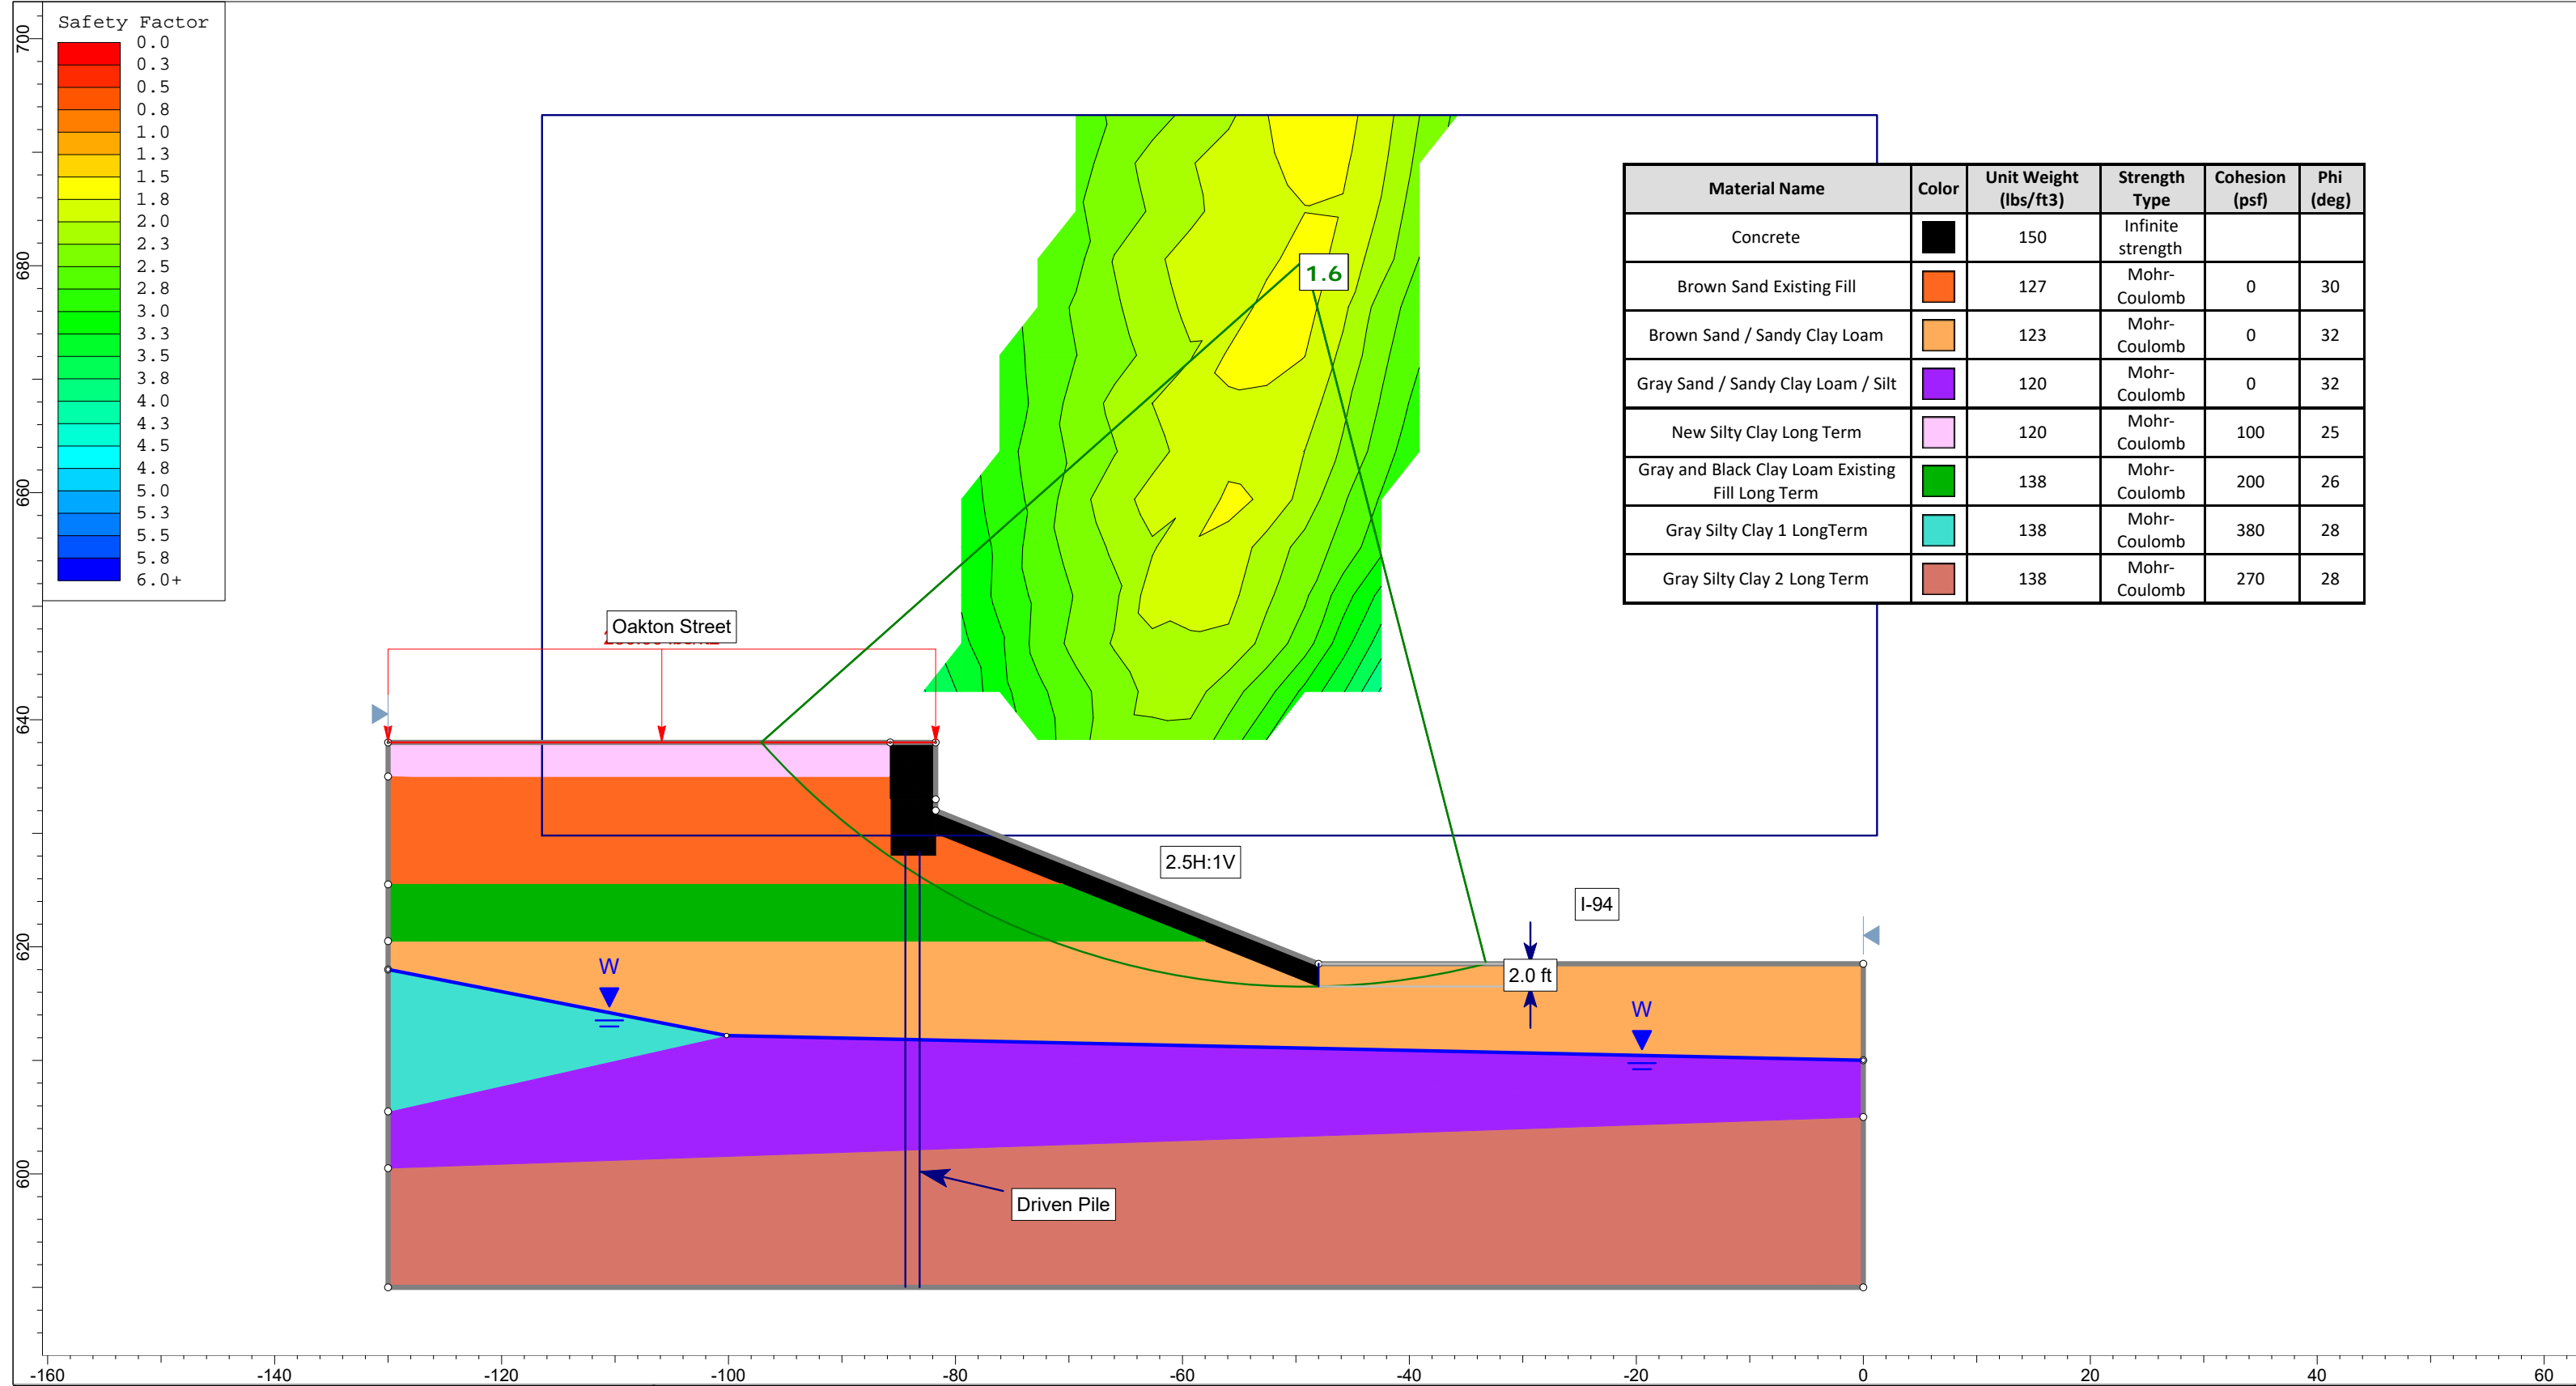 Safety Factor
0.0
0.3
0.5
0.8
1.0
1.3
1.5
1.8
2.0
2.3
2.5
2.8
3.0
3.3
3.5
3.8
4.0
4.3
4.5
4.8
5.0
5.3
5.5
5.8
6.0+
700
680
660
640
620
600
1.6
Material Name Color Unit Weight (lbs/ft3) Strength Type Cohesion (psf) Phi (deg)
Concrete 150 Infinite strength
Brown Sand Existing Fill 127 Mohr-Coulomb 0 30
Brown Sand / Sandy Clay Loam 123 Mohr-Coulomb 0 32
Gray Sand / Sandy Clay Loam / Silt 120 Mohr-Coulomb 0 32
New Silty Clay Long Term 120 Mohr-Coulomb 100 25
Gray and Black Clay Loam Existing Fill Long Term 138 Mohr-Coulomb 200 26
Gray Silty Clay 1 LongTerm 138 Mohr-Coulomb 380 28
Gray Silty Clay 2 Long Term 138 Mohr-Coulomb 270 28
Oakton Street
2.5H:1V
I-94
2.0 ft
W
W
Driven Pile
-160 -140 -120 -100 -80 -60 -40 -20 0 20 40 60